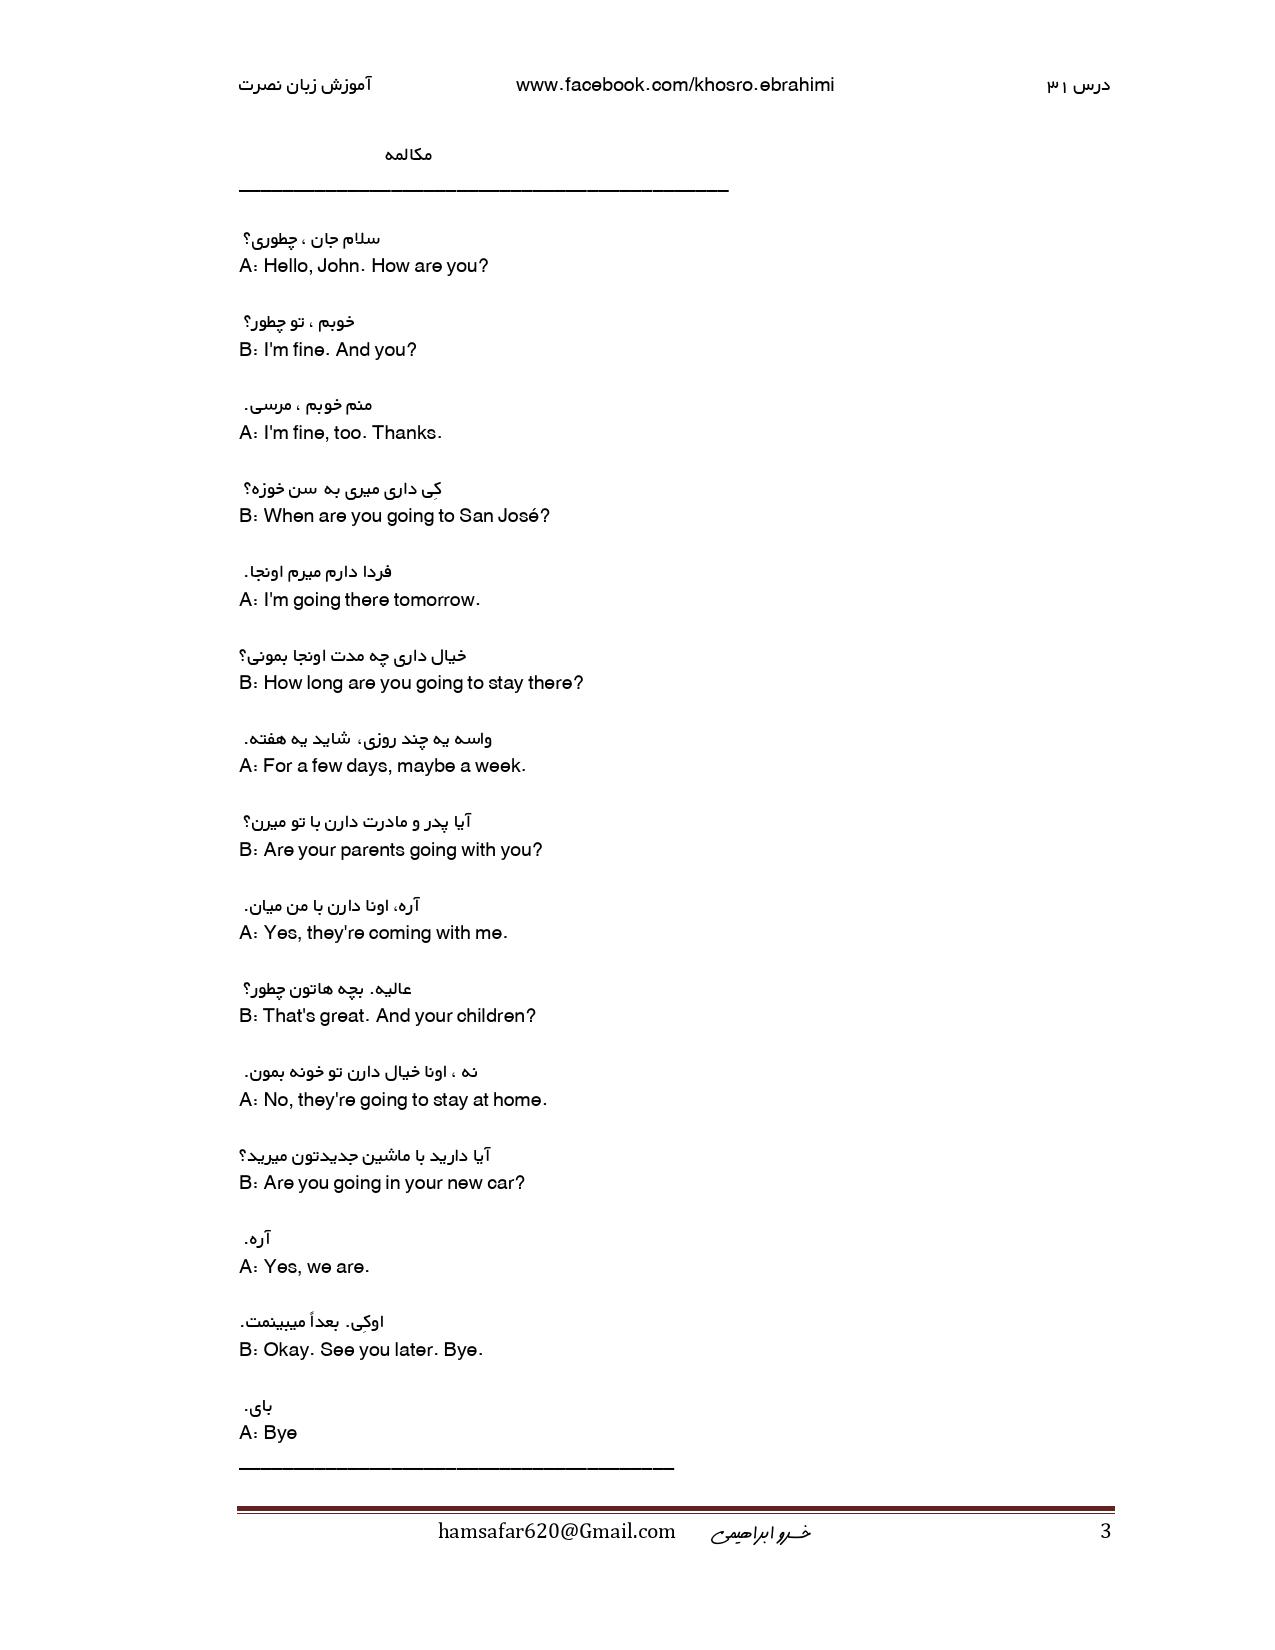 آموزش زبان نصرت www.facebook.com/khosro.ebrahimi درس ۳۱
مکالمه
سلام جان ، چطوری؟
A: Hello, John. How are you?
خوبم ، تو چطور؟
B: I'm fine. And you?
منم خوبم ، مرسی.
A: I'm fine, too. Thanks.
کِی داری میری به سن خوزه؟
B: When are you going to San José?
فردا دارم میرم اونجا.
A: I'm going there tomorrow.
خیال داری چه مدت اونجا بمونی؟
B: How long are you going to stay there?
واسه یه چند روزی، شاید یه هفته.
A: For a few days, maybe a week.
آیا پدر و مادرت دارن با تو میرن؟
B: Are your parents going with you?
آره، اونا دارن با من میان.
A: Yes, they're coming with me.
عالیه. بچه هاتون چطور؟
B: That's great. And your children?
نه ، اونا خیال دارن تو خونه بمون.
A: No, they're going to stay at home.
آیا دارید با ماشین جدیدتون میرید؟
B: Are you going in your new car?
آره.
A: Yes, we are.
اوکِی. بعداً میبینمت.
B: Okay. See you later. Bye.
بای.
A: Bye
hamsafar620@Gmail.com خسرو ابراهیمی 3